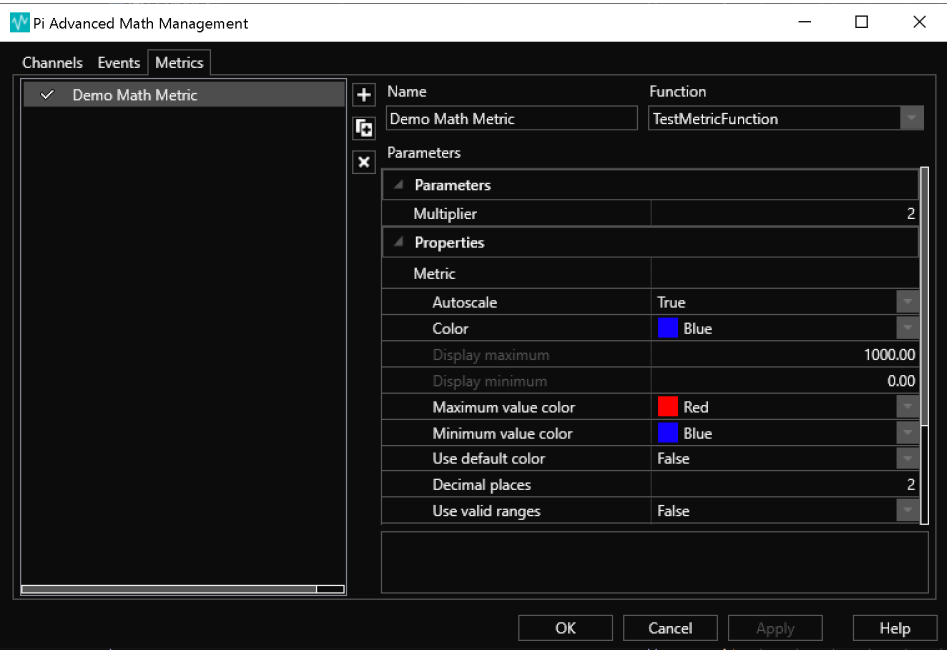 Pi Advanced Math Management
Channels Events Metrics
Demo Math Metric
Name Function
Demo Math Metric TestMetricFunction
Parameters
Parameters
Multiplier 2
Properties
Metric
Autoscale True
Color Blue
Display maximum 1000.00
Display minimum 0.00
Maximum value color Red
Minimum value color Blue
Use default color False
Decimal places 2
Use valid ranges False
OK Cancel Apply Help